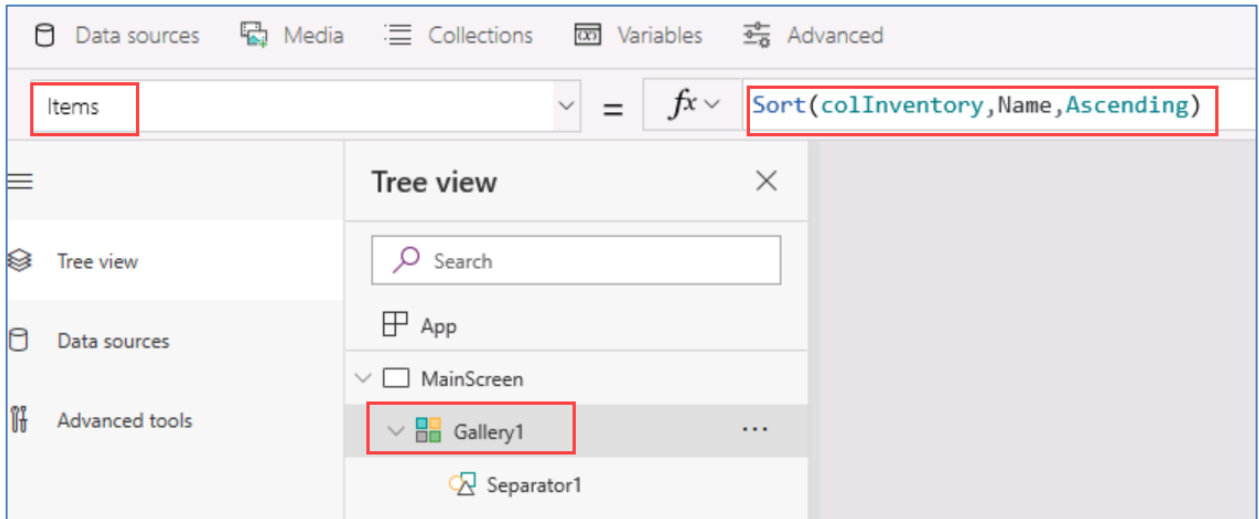 Data sources Media Collections (x) Variables Advanced
Items = fx Sort(colInventory,Name,Ascending)
Tree view
Search
Tree view
App
Data sources
MainScreen
Advanced tools
Gallery1 ...
Separator1